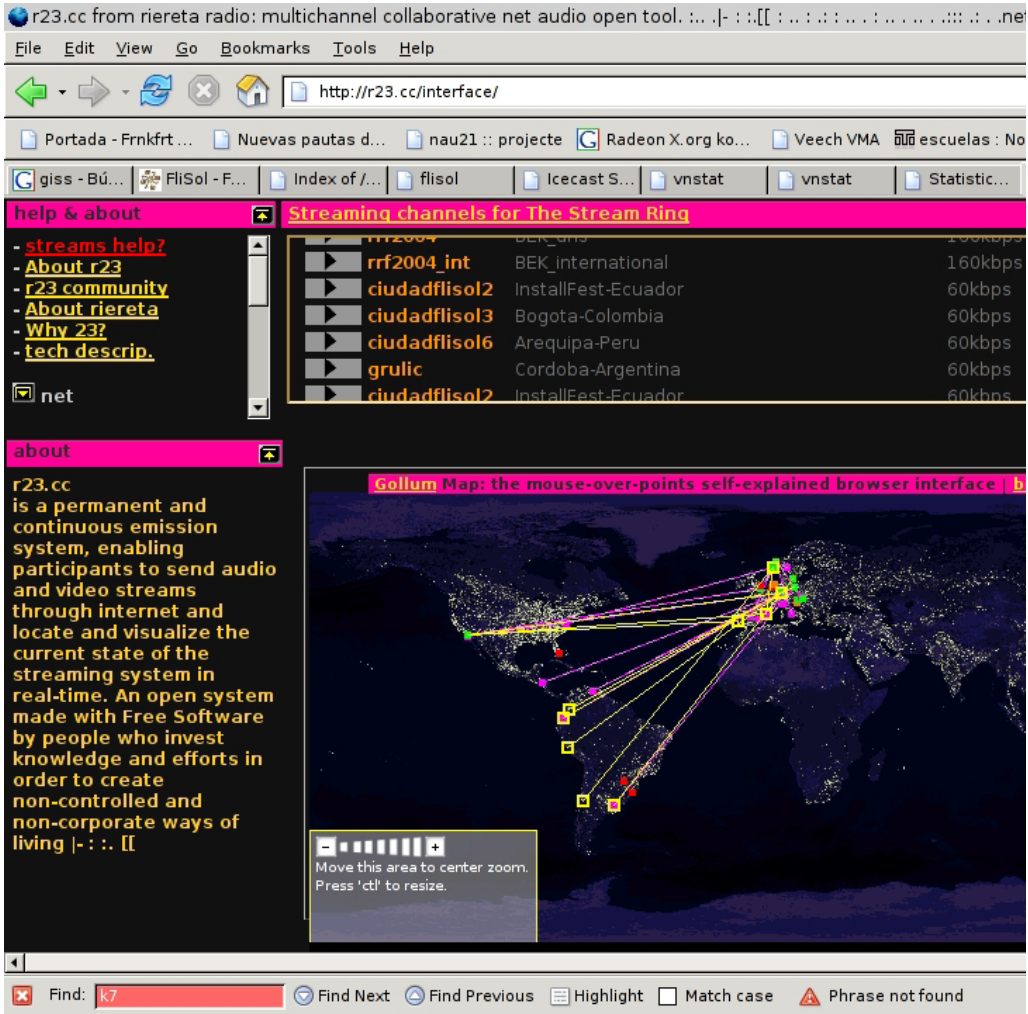 r23.cc from riereta radio: multichannel collaborative net audio open tool. :.. .|- : :.[[ : .. : .: : .. . : .. . .. . . .::: .: . .net
File Edit View Go Bookmarks Tools Help
http://r23.cc/interface/
Portada - Frnkfrt ... Nuevas pautas d... nau21 :: projecte Radeon X.org ko... Veech VMA escuelas : No
giss - Bú... FliSol - F... Index of /... flisol Icecast S... vnstat vnstat Statistic...
help & about
- streams help?
- About r23
- r23 community
- About riereta
- Why 23?
- tech descrip.
net
Streaming channels for The Stream Ring
rrf2004 160kbps
rrf2004_int BEK_international 160kbps
ciudadflisol2 InstallFest-Ecuador 60kbps
ciudadflisol3 Bogota-Colombia 60kbps
ciudadflisol6 Arequipa-Peru 60kbps
grulic Cordoba-Argentina 60kbps
ciudadflisol2 InstallFest-Ecuador 60kbps
about
r23.cc
is a permanent and
continuous emission
system, enabling
participants to send audio
and video streams
through internet and
locate and visualize the
current state of the
streaming system in
real-time. An open system
made with Free Software
by people who invest
knowledge and efforts in
order to create
non-controlled and
non-corporate ways of
living |- : :. [[
Gollum Map: the mouse-over-points self-explained browser interface | b
- +
Move this area to center zoom.
Press 'ctl' to resize.
Find: k7 Find Next Find Previous Highlight Match case Phrase not found